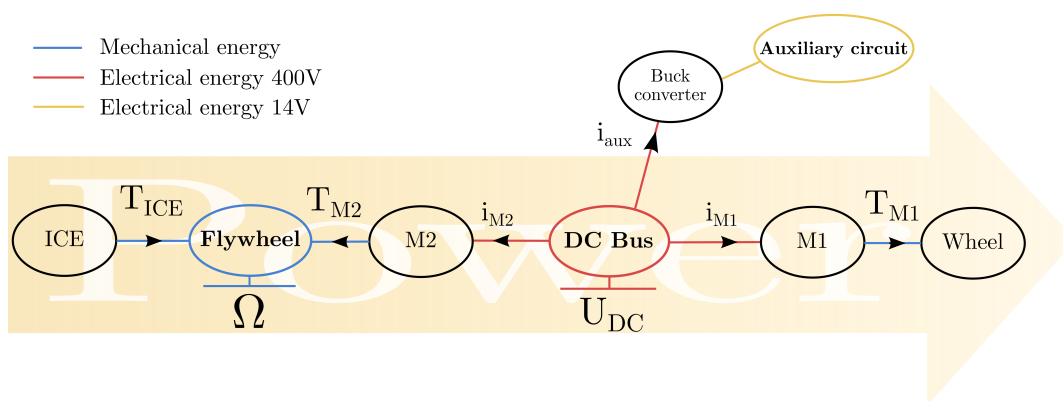 Mechanical energy
Electrical energy 400V
Electrical energy 14V
Auxiliary circuit
Buck
converter
i_aux
T_ICE
T_M2
i_M2
i_M1
T_M1
ICE
Flywheel
M2
DC Bus
M1
Wheel
Power
Ω
U_DC